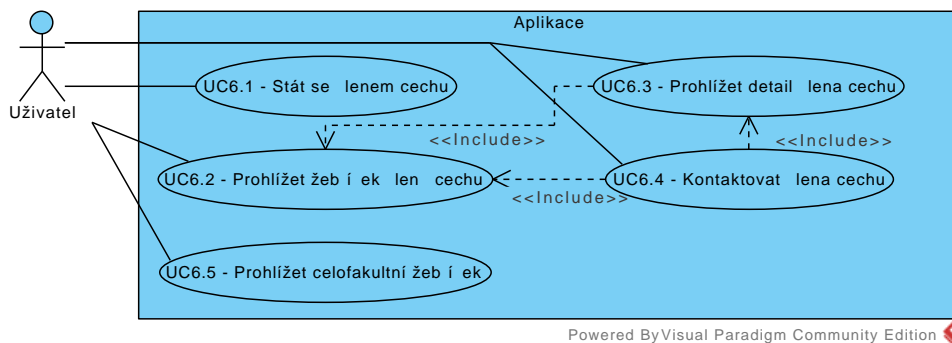 Aplikace
Uživatel
UC6.1 - Stát se lenem cechu
UC6.3 - Prohlížet detail lena cechu
<<Include>>
<<Include>>
UC6.2 - Prohlížet žeb í ek len cechu
UC6.4 - Kontaktovat lena cechu
<<Include>>
UC6.5 - Prohlížet celofakultní žeb í ek
Powered By Visual Paradigm Community Edition